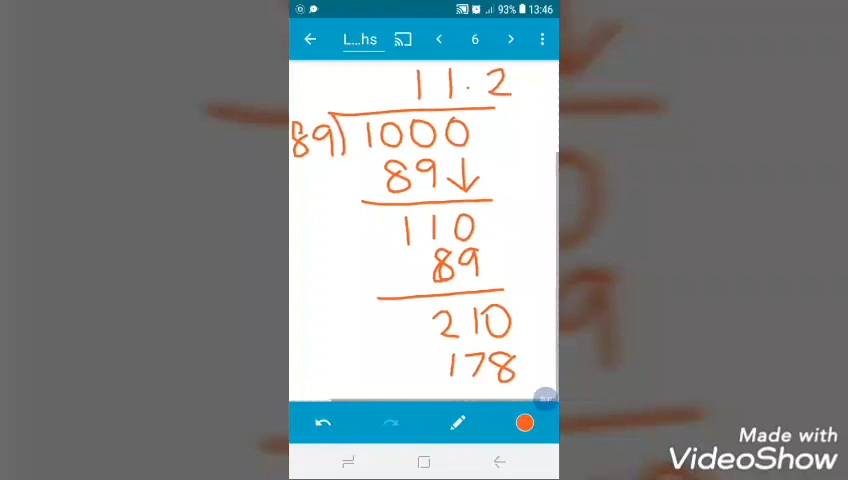 93% 13:46
L...hs 6
11.2
89)1000
89↓
110
89
210
178
Made with
VideoShow